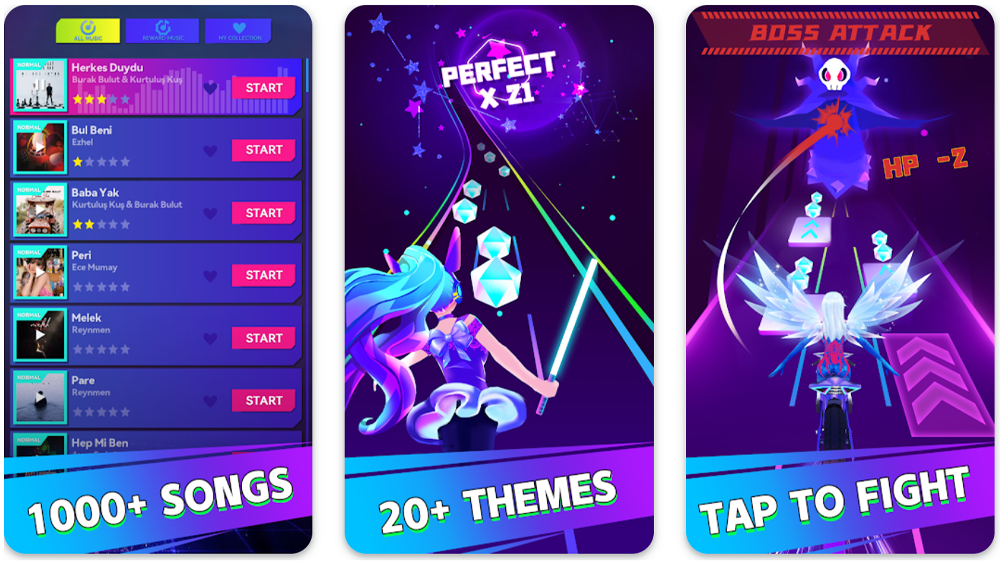 ALL MUSIC
REWARD MUSIC
MY COLLECTION
NORMAL
Herkes Duydu
Burak Bulut & Kurtuluş Kuş
START
NORMAL
Bul Beni
Ezhel
START
NORMAL
Baba Yak
Kurtuluş Kuş & Burak Bulut
START
NORMAL
Peri
Ece Mumay
START
NORMAL
Melek
Reynmen
START
NORMAL
Pare
Reynmen
START
NORMAL
Hep Mi Ben
1000+ SONGS
PERFECT
X Z1
20+ THEMES
BOSS ATTACK
HP -Z
TAP TO FIGHT